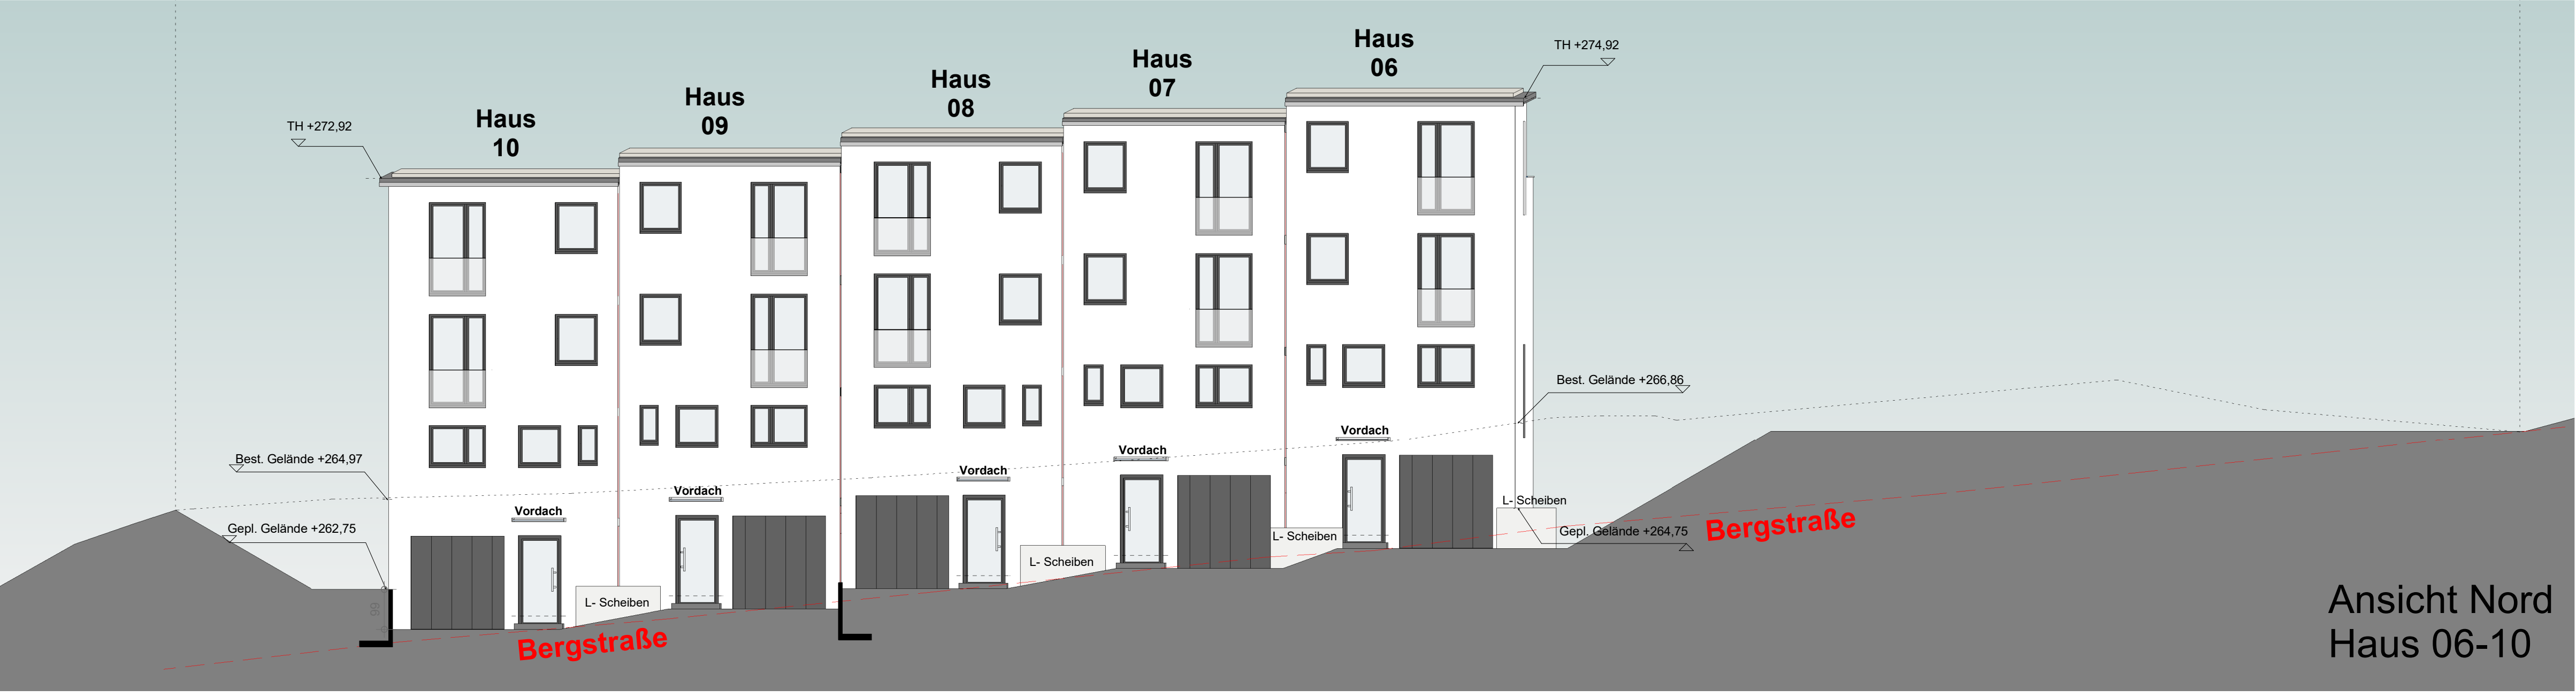 Haus
06
TH +274,92
Haus
07
Haus
08
Haus
09
Haus
10
TH +272,92
Best. Gelände +266,86
Vordach
Vordach
Best. Gelände +264,97
Vordach
Vordach
Vordach
L- Scheiben
Gepl. Gelände +262,75
Gepl. Gelände +264,75
Bergstraße
L- Scheiben
L- Scheiben
L- Scheiben
Bergstraße
Ansicht Nord
Haus 06-10